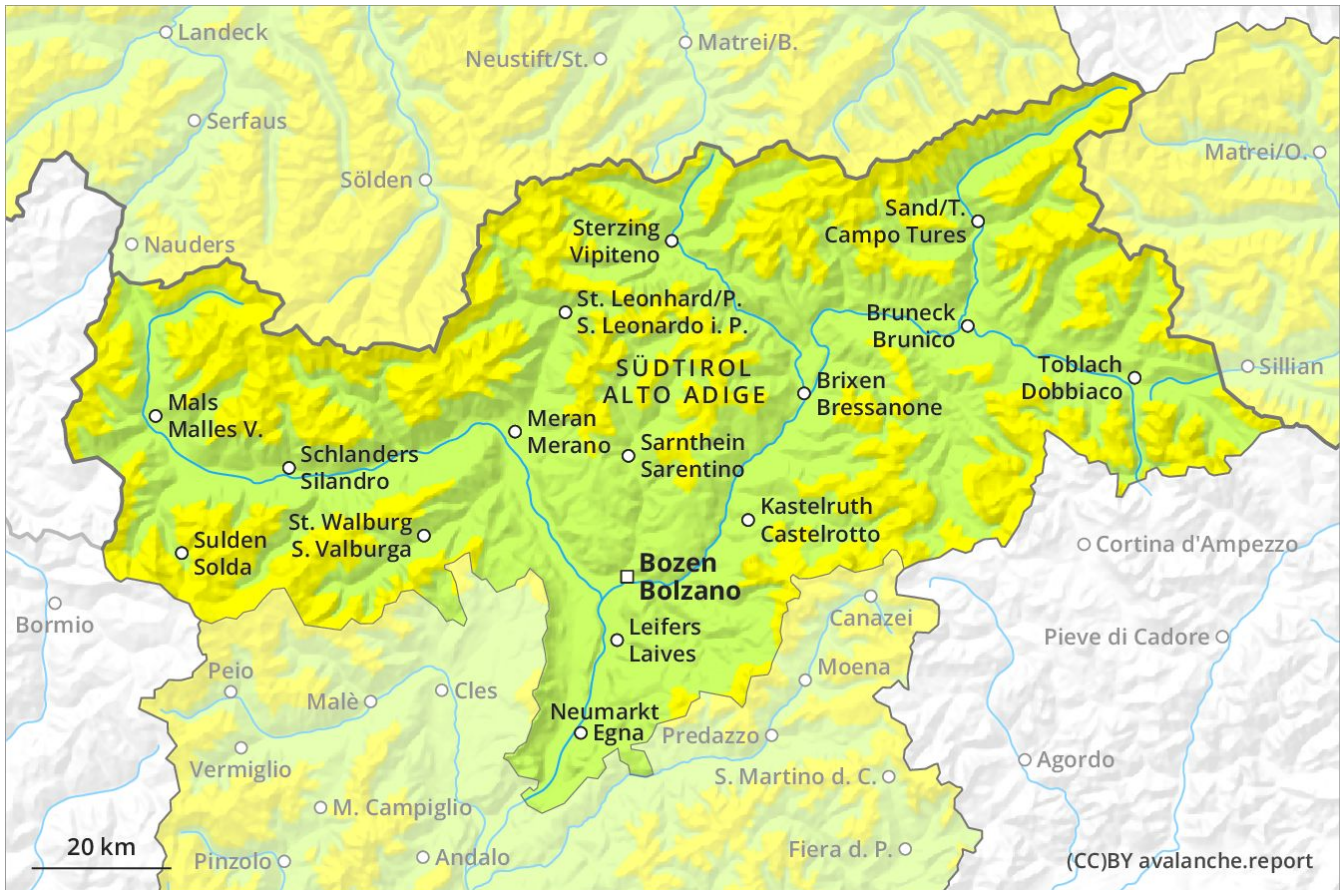 Landeck
Neustift/St.
Matrei/B.
Serfaus
Matrei/O.
Sölden
Nauders
Sand/T.
Campo Tures
Sterzing
Vipiteno
St. Leonhard/P.
S. Leonardo i. P.
Bruneck
Brunico
Toblach
Dobbiaco
Sillian
SÜDTIROL
ALTO ADIGE
Brixen
Bressanone
Mals
Malles V.
Meran
Merano
Sarnthein
Sarentino
Schlanders
Silandro
St. Walburg
S. Valburga
Kastelruth
Castelrotto
Sulden
Solda
Cortina d'Ampezzo
Bozen
Bolzano
Bormio
Canazei
Leifers
Laives
Pieve di Cadore
Peio
Moena
Malè
Cles
Neumarkt
Egna
Predazzo
Vermiglio
Agordo
S. Martino d. C.
M. Campiglio
20 km
Pinzolo
Andalo
Fiera d. P.
(CC)BY avalanche.report